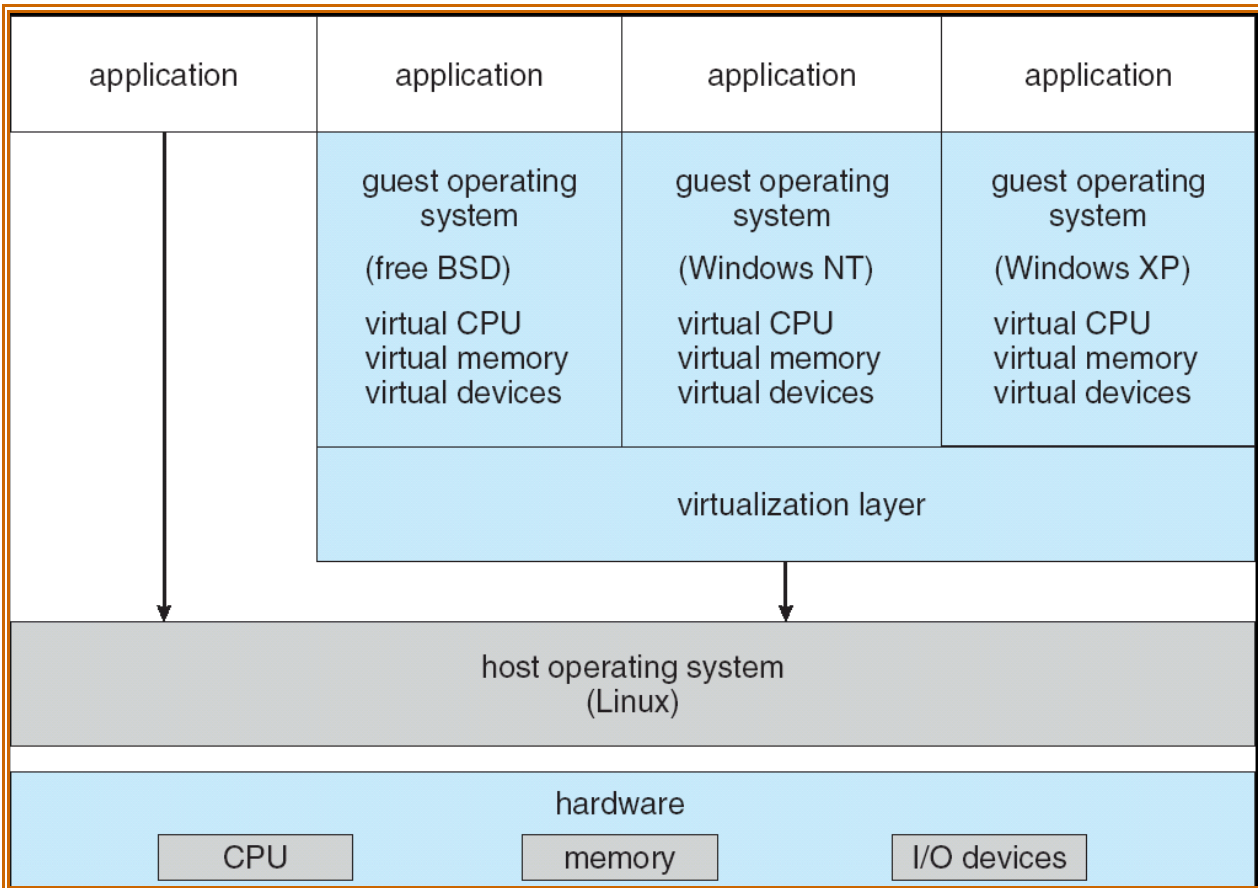 application
application
application
application
guest operating
system
(free BSD)
virtual CPU
virtual memory
virtual devices
guest operating
system
(Windows NT)
virtual CPU
virtual memory
virtual devices
guest operating
system
(Windows XP)
virtual CPU
virtual memory
virtual devices
virtualization layer
host operating system
(Linux)
hardware
CPU
memory
I/O devices